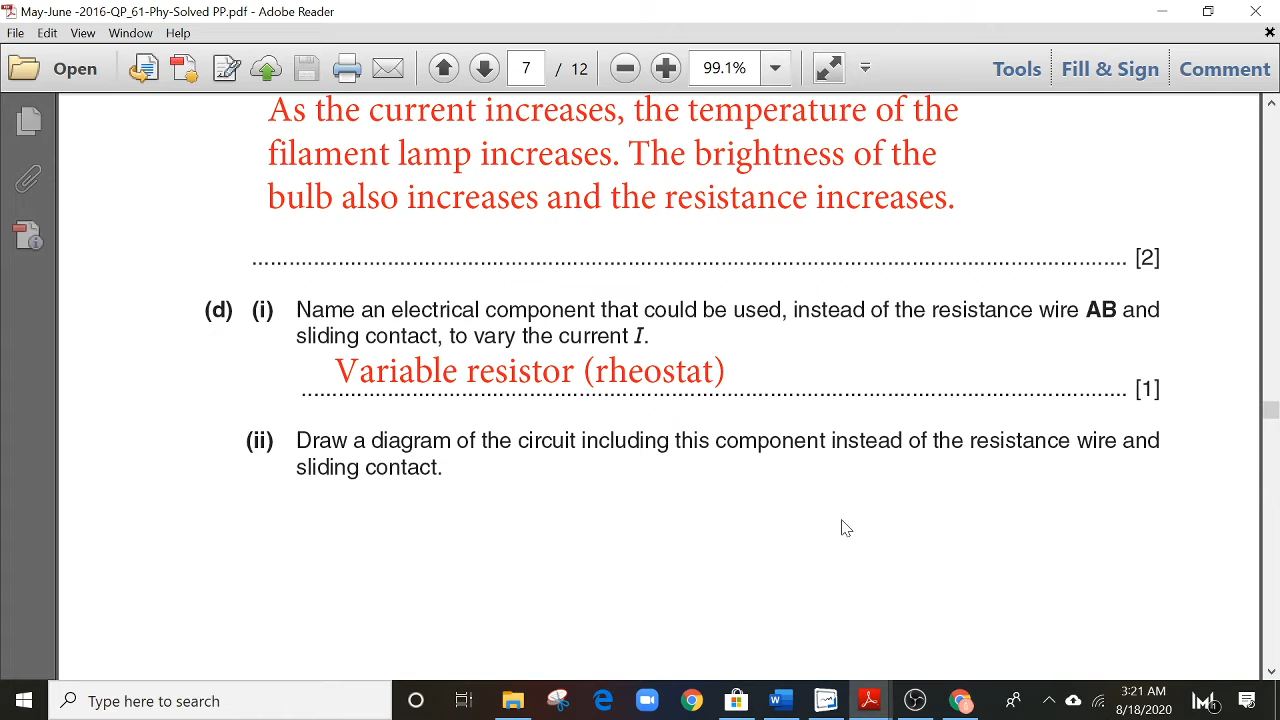 May-June -2016-QP_61-Phy-Solved PP.pdf - Adobe Reader
File Edit View Window Help
Open 7 / 12 99.1% Tools Fill & Sign Comment
As the current increases, the temperature of the
filament lamp increases. The brightness of the
bulb also increases and the resistance increases.
[2]
(d) (i) Name an electrical component that could be used, instead of the resistance wire AB and
sliding contact, to vary the current I.
Variable resistor (rheostat)
[1]
(ii) Draw a diagram of the circuit including this component instead of the resistance wire and
sliding contact.
Type here to search
3:21 AM
8/18/2020